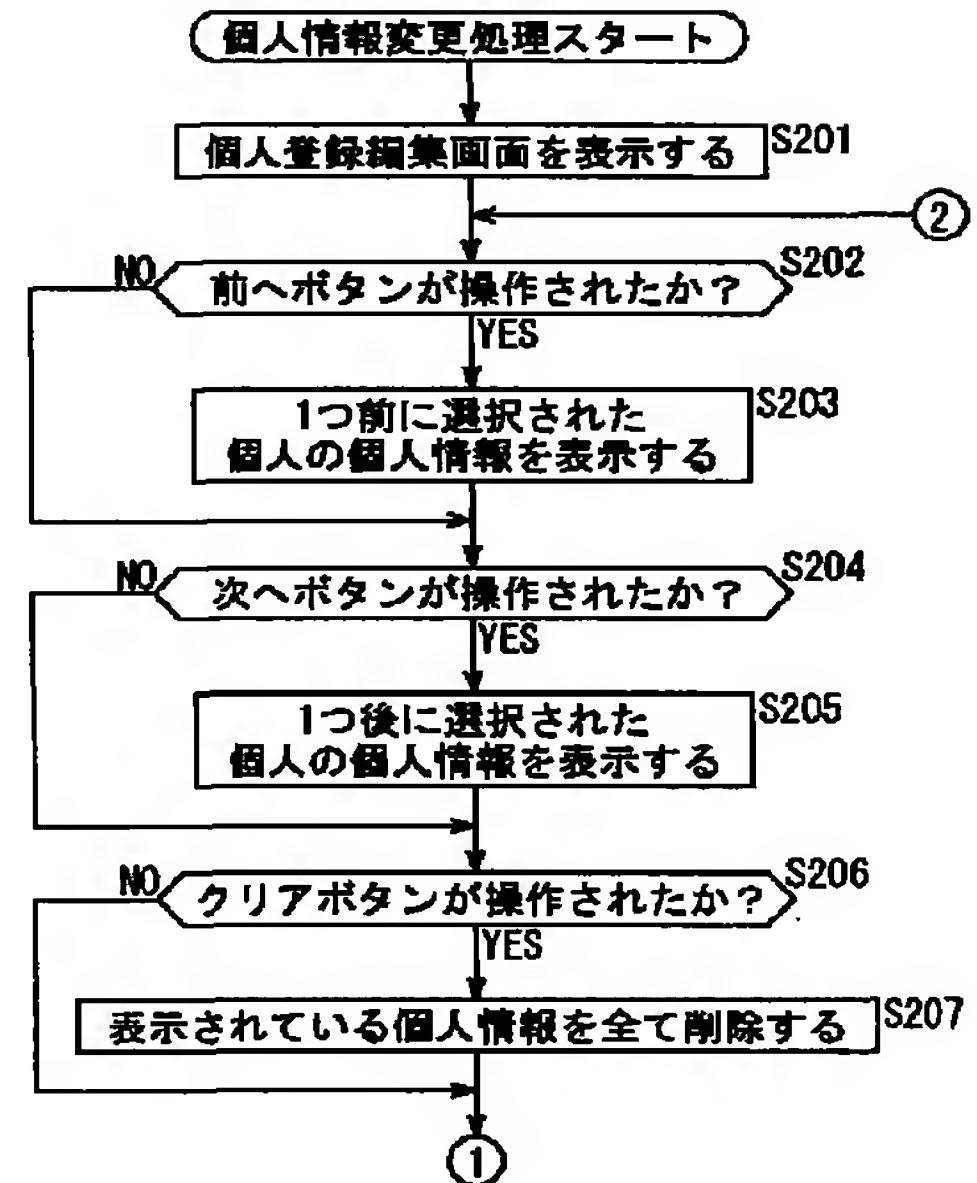 個人情報変更処理スタート
個人登録編集画面を表示する
S201
2
前へボタンが操作されたか？
S202
NO
YES
1つ前に選択された
個人の個人情報を表示する
S203
次へボタンが操作されたか？
S204
NO
YES
1つ後に選択された
個人の個人情報を表示する
S205
クリアボタンが操作されたか？
S206
NO
YES
表示されている個人情報を全て削除する
S207
1